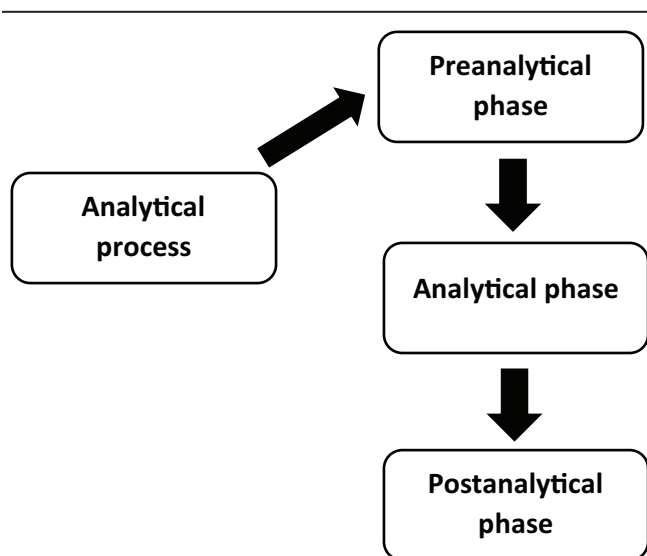 Preanalytical
phase
Analytical
process
Analytical phase
Postanalytical
phase